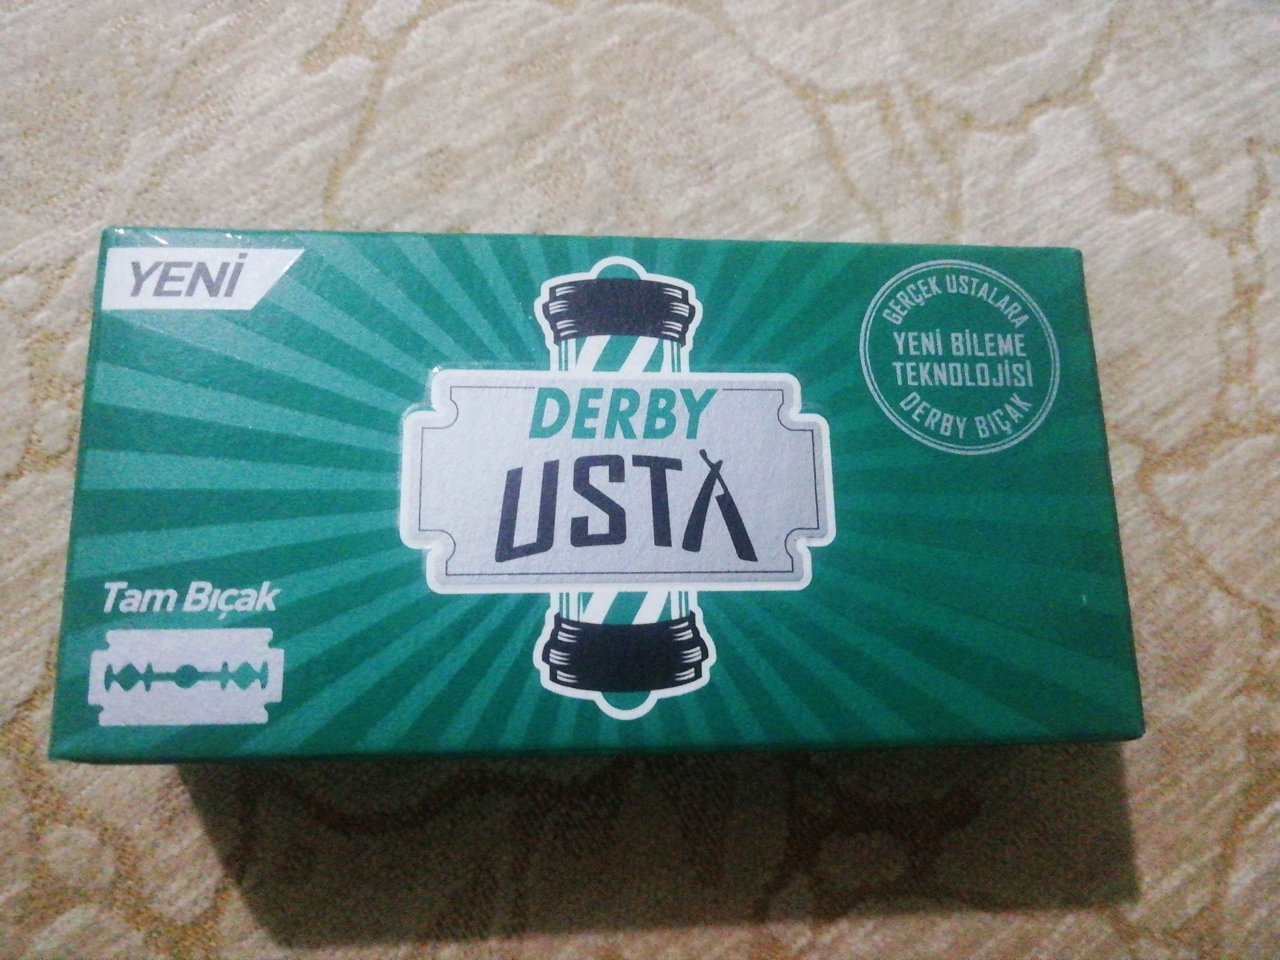 YENİ
DERBY
USTA
GERÇEK USTALARA
YENİ BİLEME
TEKNOLOJİSİ
DERBY BIÇAK
Tam Bıçak